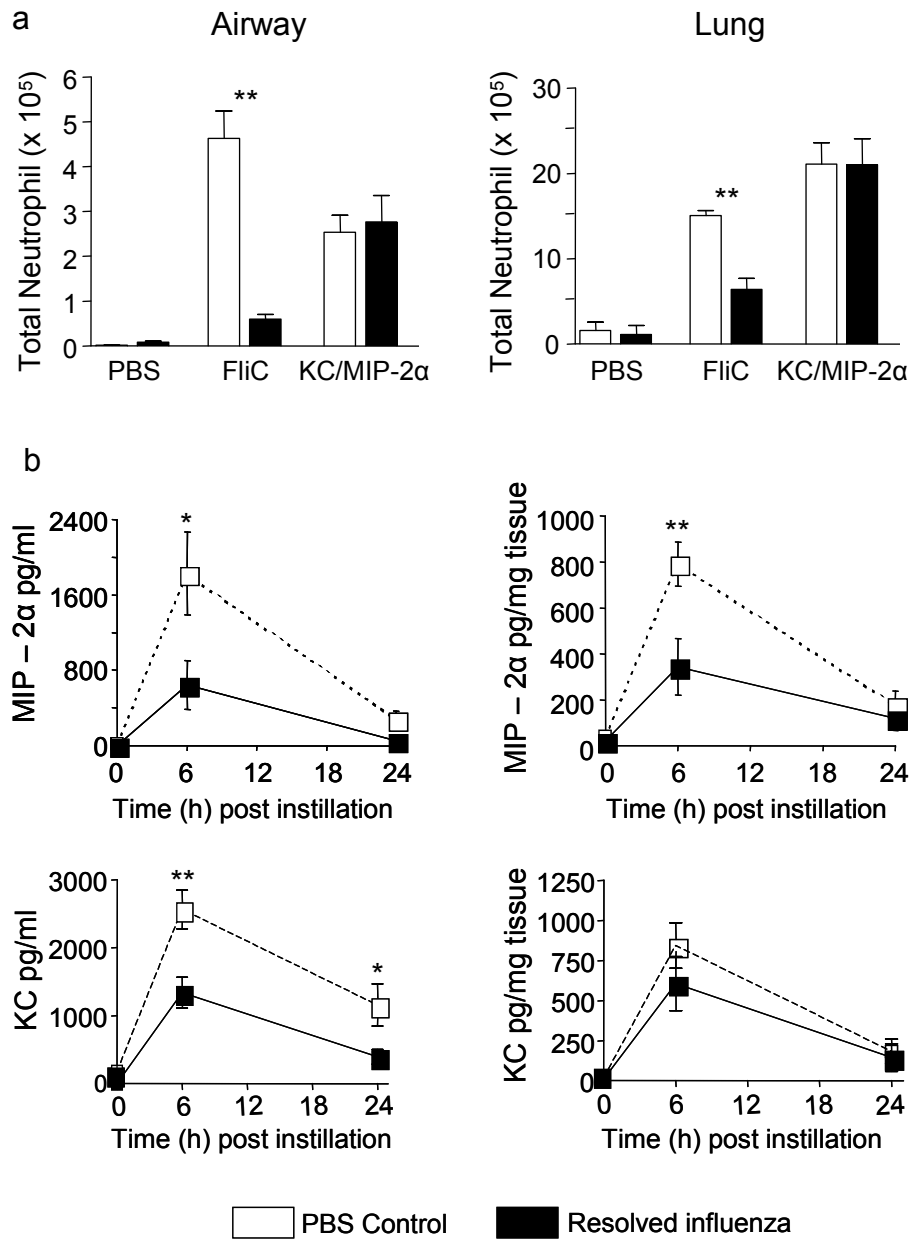 a
Airway
Lung
Total Neutrophil (x 10⁵)
6
5
4
3
2
1
0
**
PBS
FliC
KC/MIP-2α
Total Neutrophil (x 10⁵)
30
20
10
0
**
PBS
FliC
KC/MIP-2α
b
MIP – 2α pg/ml
2400
1600
800
0
*
0 6 12 18 24
Time (h) post instillation
MIP – 2α pg/mg tissue
1000
800
600
400
200
0
**
0 6 12 18 24
Time (h) post instillation
KC pg/ml
3000
2000
1000
0
**
*
0 6 12 18 24
Time (h) post instillation
KC pg/mg tissue
1250
1000
750
500
250
0
0 6 12 18 24
Time (h) post instillation
PBS Control
Resolved influenza